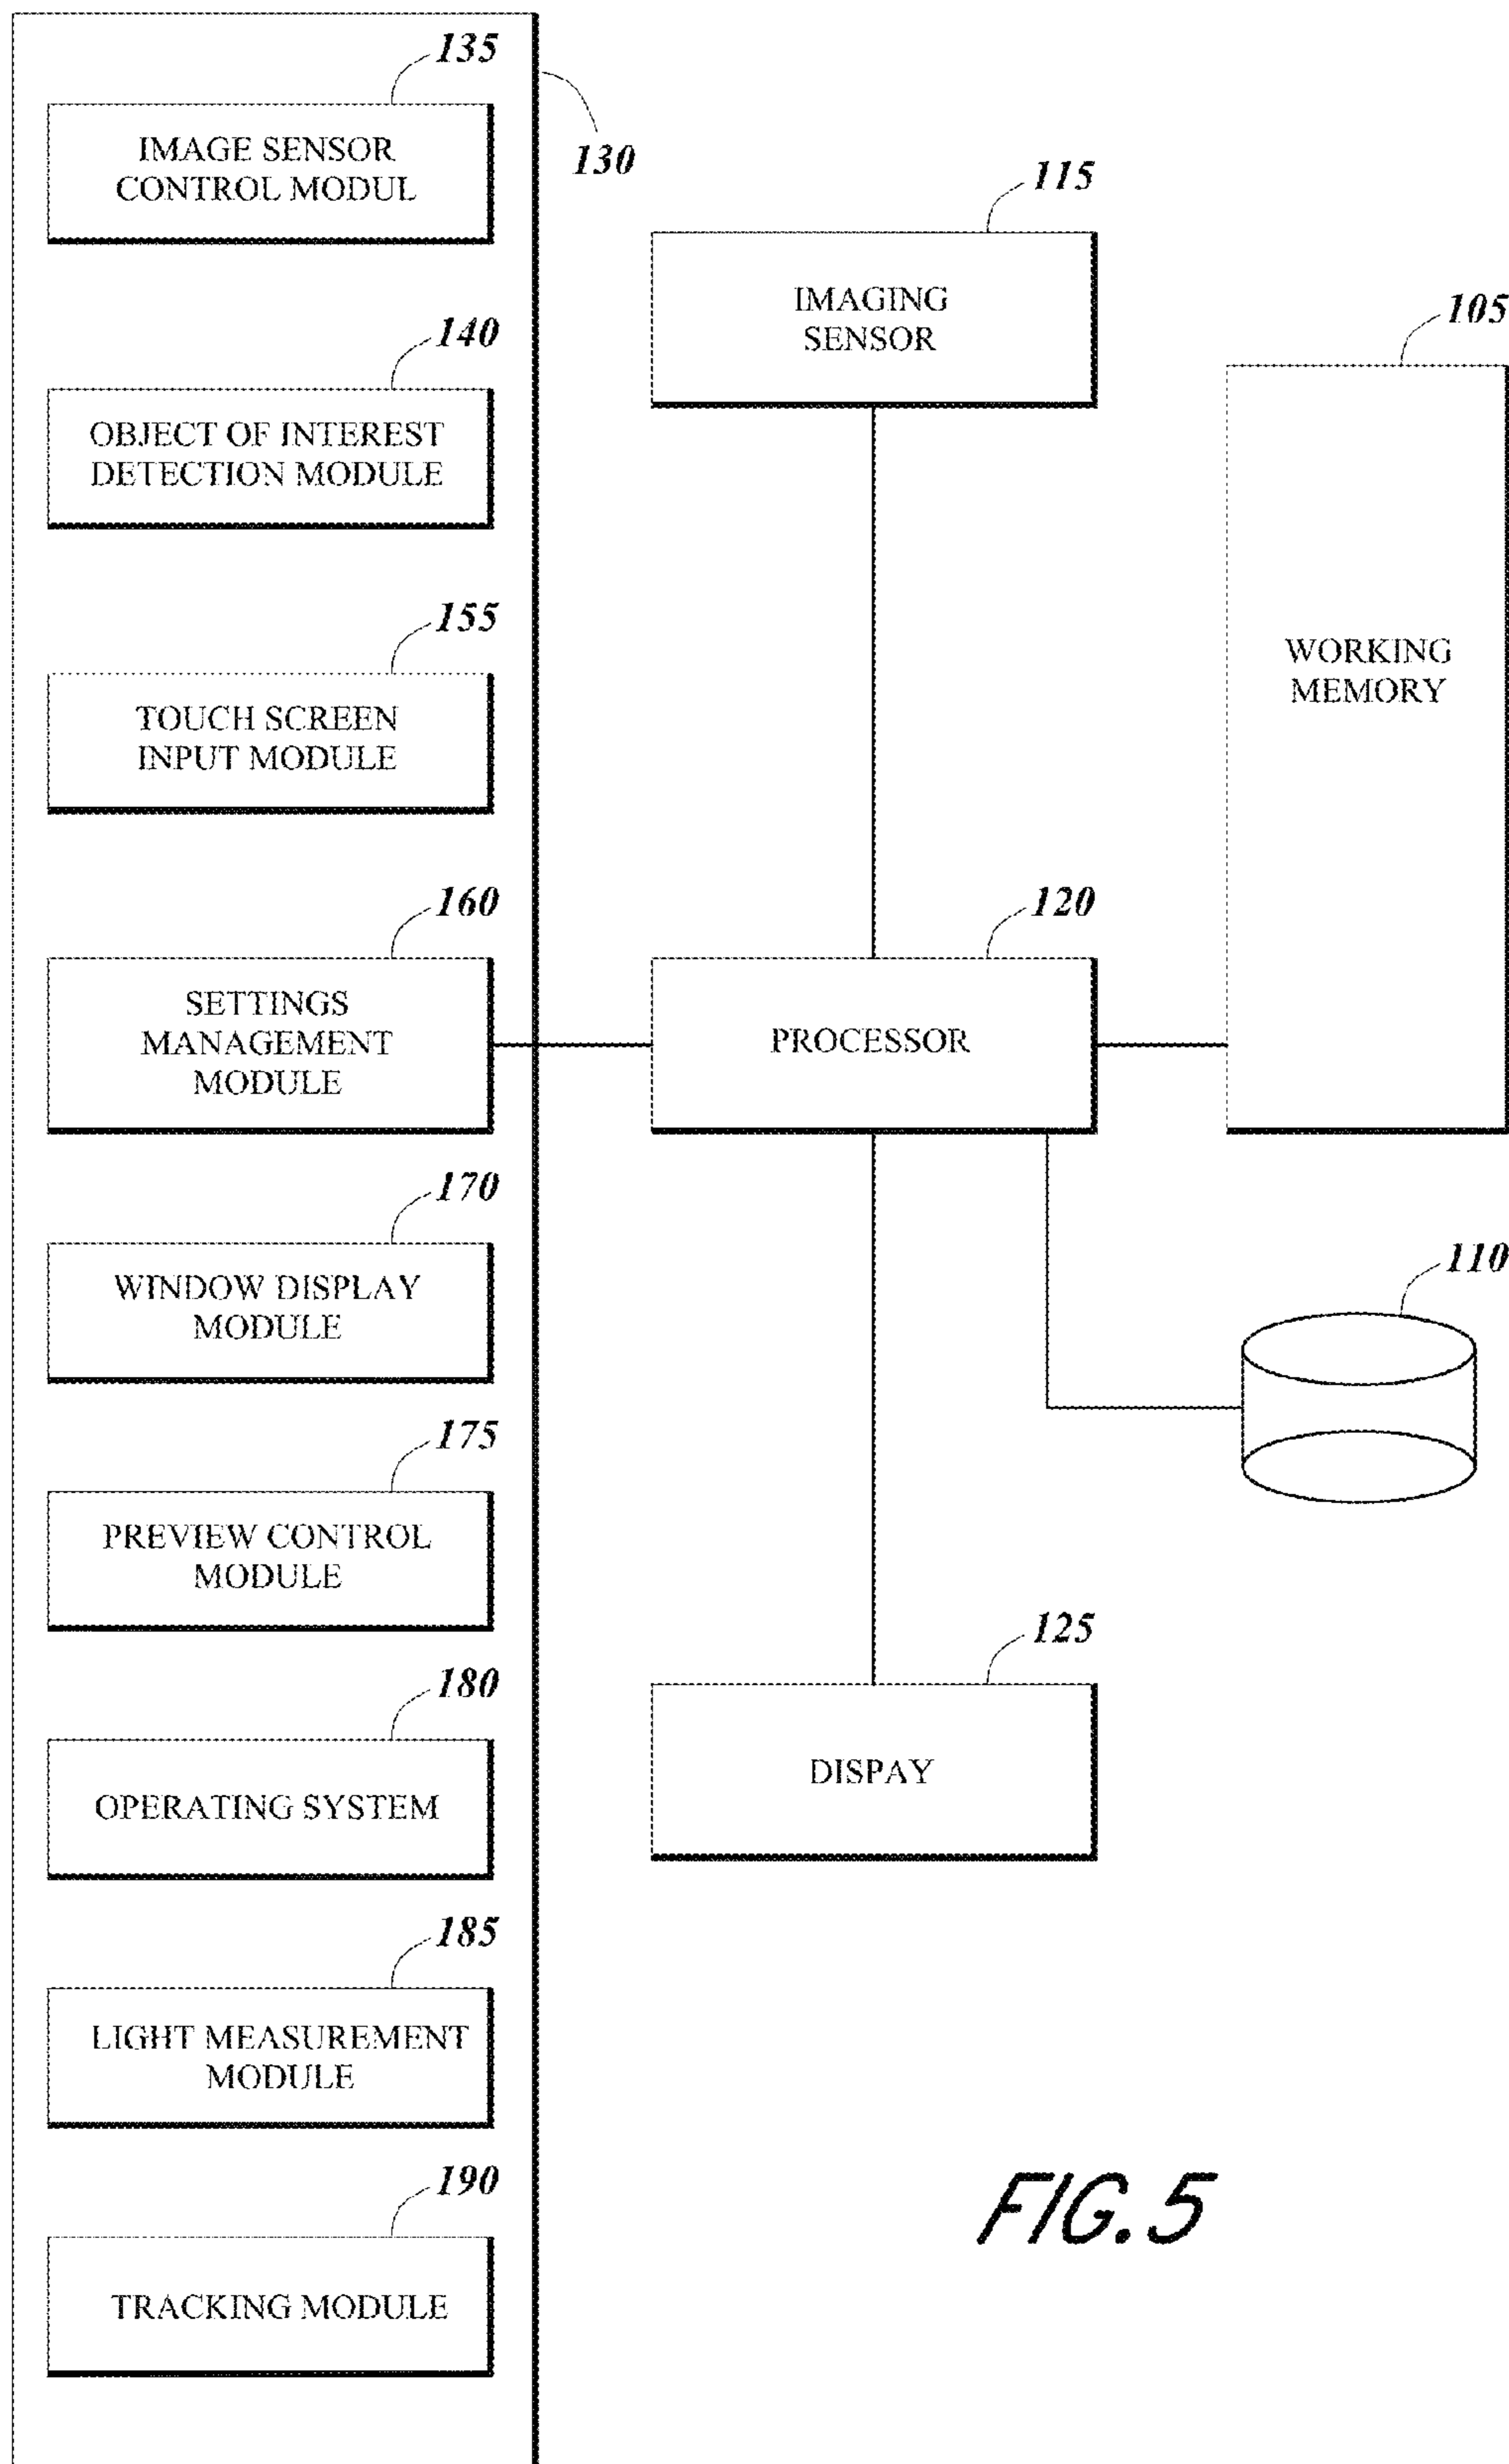 135
IMAGE SENSOR
CONTROL MODUL
130
140
OBJECT OF INTEREST
DETECTION MODULE
155
TOUCH SCREEN
INPUT MODULE
160
SETTINGS
MANAGEMENT
MODULE
170
WINDOW DISPLAY
MODULE
175
PREVIEW CONTROL
MODULE
180
OPERATING SYSTEM
185
LIGHT MEASUREMENT
MODULE
190
TRACKING MODULE
115
IMAGING
SENSOR
120
PROCESSOR
125
DISPAY
105
WORKING
MEMORY
110
FIG. 5